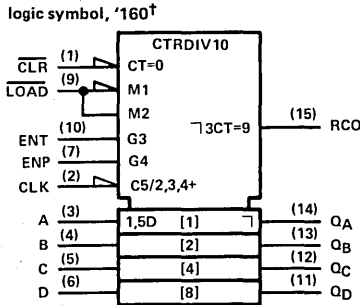 logic symbol, '160†
CTRDIV10
CLR (1) CT=0
LOAD (9) M1
M2
¬3CT=9 (15) RCO
ENT (10) G3
ENP (7) G4
CLK (2) C5/2,3,4+
A (3) 1,5D [1] ¬ (14) QA
B (4) [2] (13) QB
C (5) [4] (12) QC
D (6) [8] (11) QD